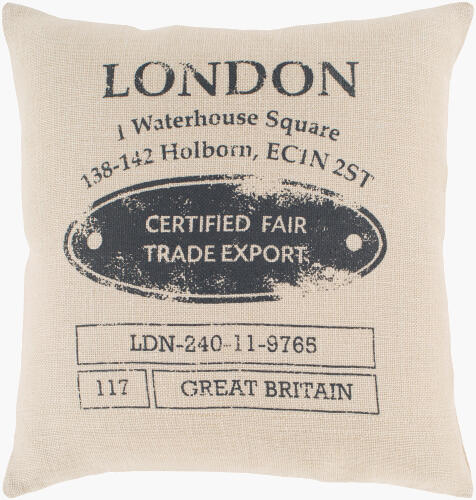 LONDON
1 Waterhouse Square
138-142 Holborn, EC1N 2ST
CERTIFIED FAIR
TRADE EXPORT
LDN-240-11-9765
117 GREAT BRITAIN